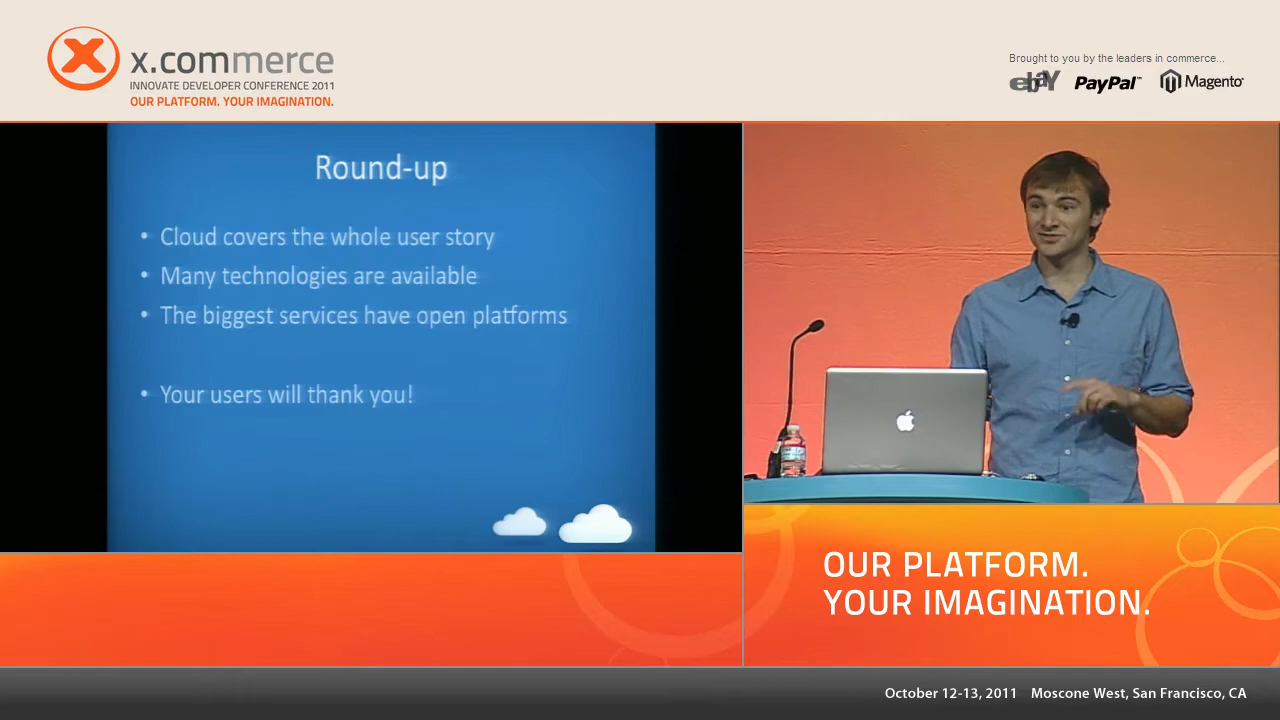 x.commerce
INNOVATE DEVELOPER CONFERENCE 2011
OUR PLATFORM. YOUR IMAGINATION.
Brought to you by the leaders in commerce...
ebaY PayPal™ Magento®
Round-up
• Cloud covers the whole user story
• Many technologies are available
• The biggest services have open platforms
• Your users will thank you!
OUR PLATFORM.
YOUR IMAGINATION.
October 12-13, 2011 Moscone West, San Francisco, CA